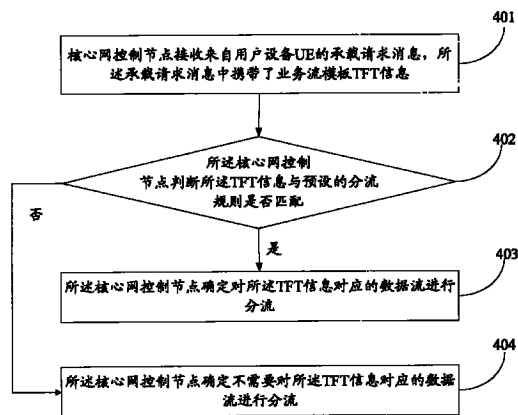 401
核心网控制节点接收来自用户设备UE的承载请求消息，所
述承载请求消息中携带了业务流模板TFT信息
402
所述核心网控制
节点判断所述TFT信息与预设的分流
规则是否匹配
否
是
403
所述核心网控制节点确定对所述TFT信息对应的数据流进行
分流
404
所述核心网控制节点确定不需要对所述TFT信息对应的数据
流进行分流